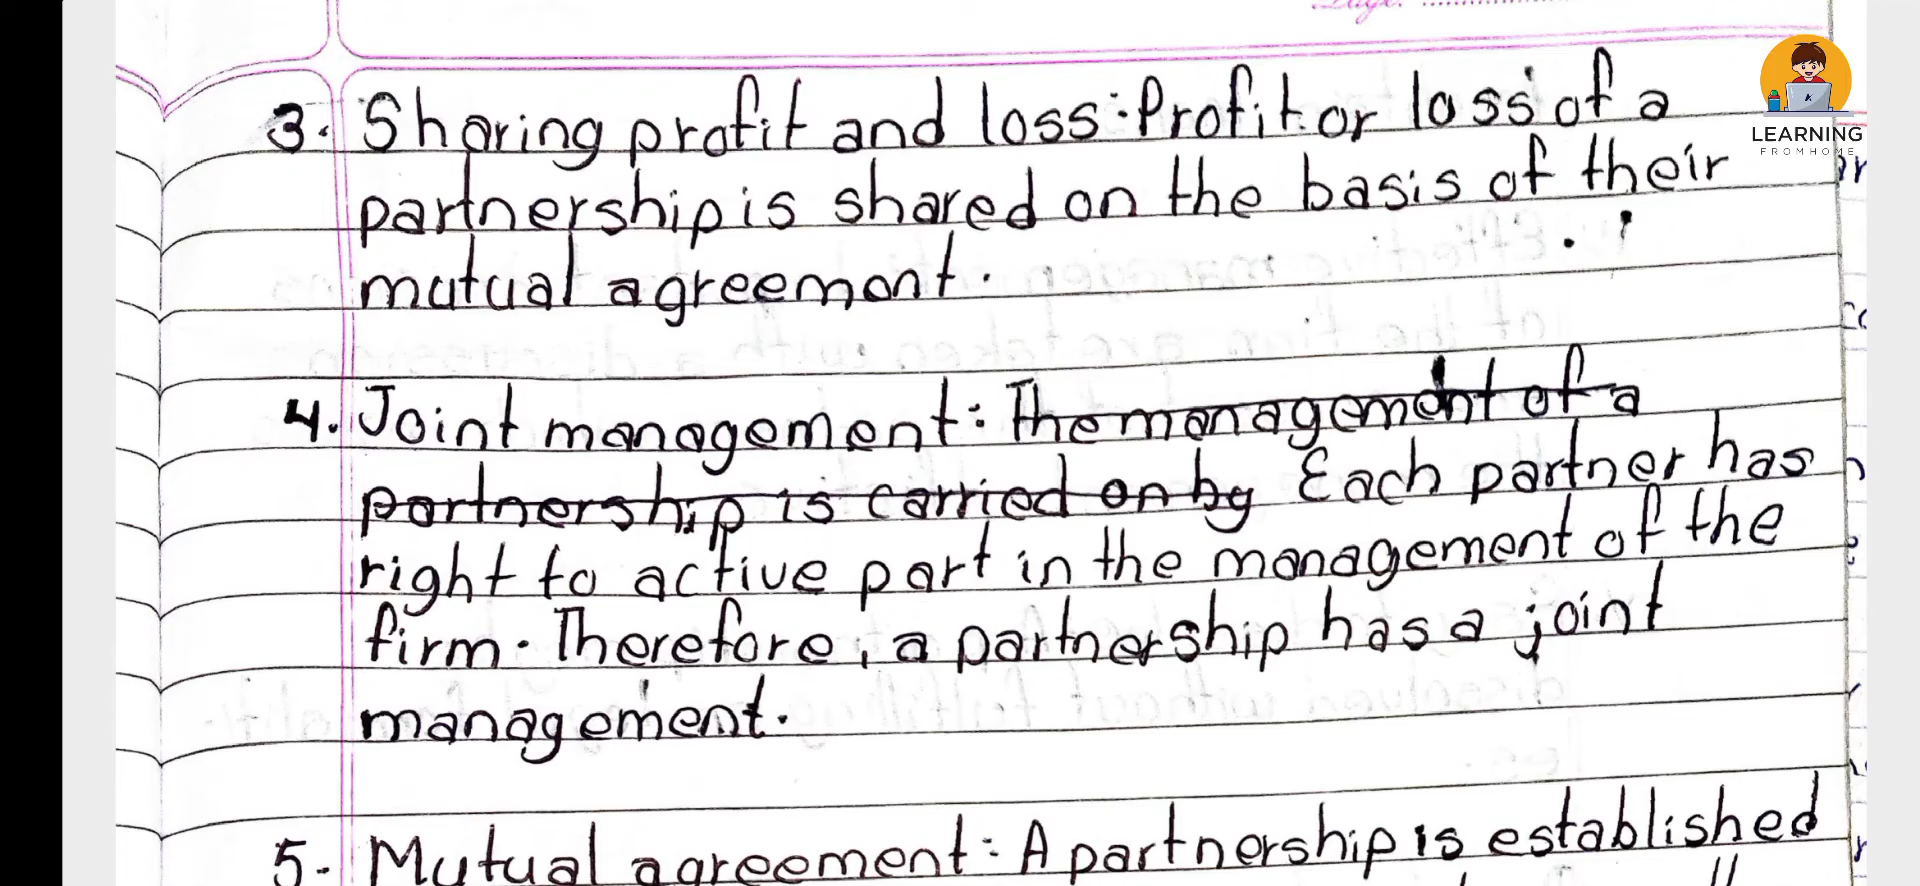 3. Sharing profit and loss:Profit or loss of a
partnership is shared on the basis of their
mutual agreement.
4. Joint management: The management of a
partnership is carried on by Each partner has
right to active part in the management of the
firm. Therefore, a partnership has a joint
management.
5. Mutual agreement: A partnership is established
LEARNING
FROMHOME